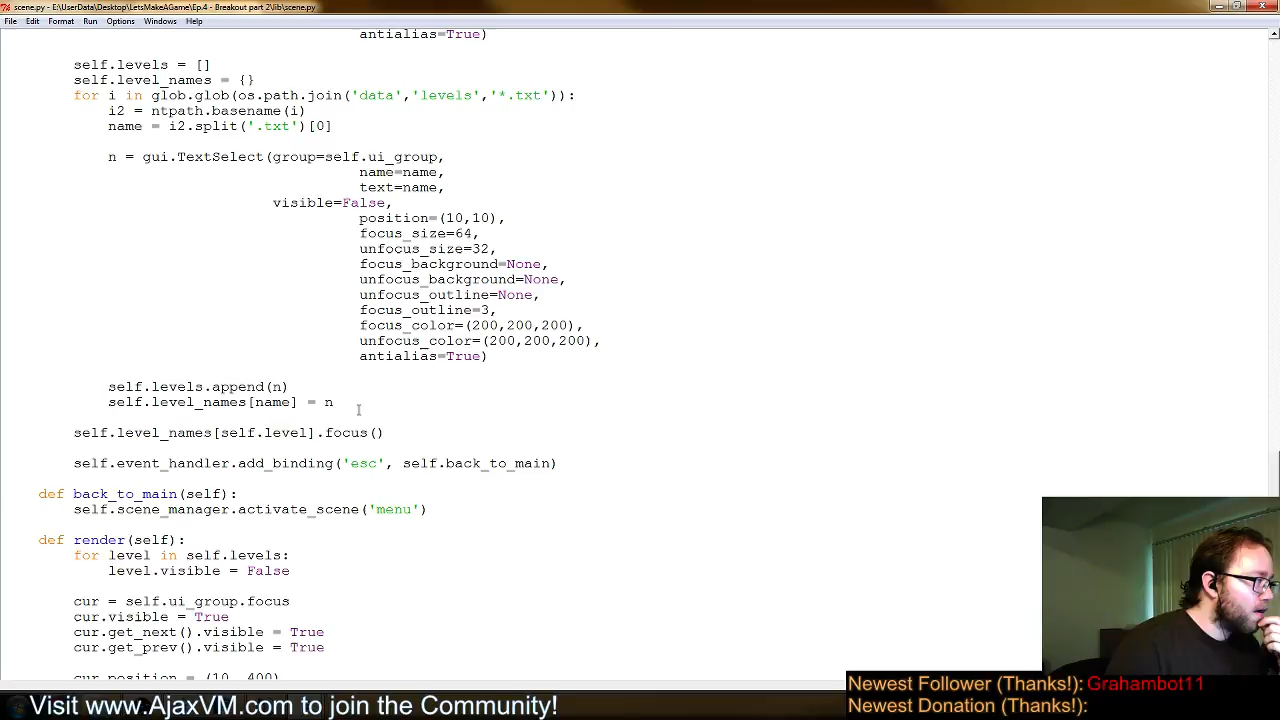 scene.py - E:\UserData\Desktop\LetsMakeAGame\Ep.4 - Breakout part 2\lib\scene.py
File Edit Format Run Options Windows Help
antialias=True)
self.levels = []
self.level_names = {}
for i in glob.glob(os.path.join('data','levels','*.txt')):
i2 = ntpath.basename(i)
name = i2.split('.txt')[0]
n = gui.TextSelect(group=self.ui_group,
name=name,
text=name,
visible=False,
position=(10,10),
focus_size=64,
unfocus_size=32,
focus_background=None,
unfocus_background=None,
unfocus_outline=None,
focus_outline=3,
focus_color=(200,200,200),
unfocus_color=(200,200,200),
antialias=True)
self.levels.append(n)
self.level_names[name] = n
self.level_names[self.level].focus()
self.event_handler.add_binding('esc', self.back_to_main)
def back_to_main(self):
self.scene_manager.activate_scene('menu')
def render(self):
for level in self.levels:
level.visible = False
cur = self.ui_group.focus
cur.visible = True
cur.get_next().visible = True
cur.get_prev().visible = True
cur.position = (10, 400)
Newest Follower (Thanks!): Grahambot11
Visit www.AjaxVM.com to join the Community!
Newest Donation (Thanks!):